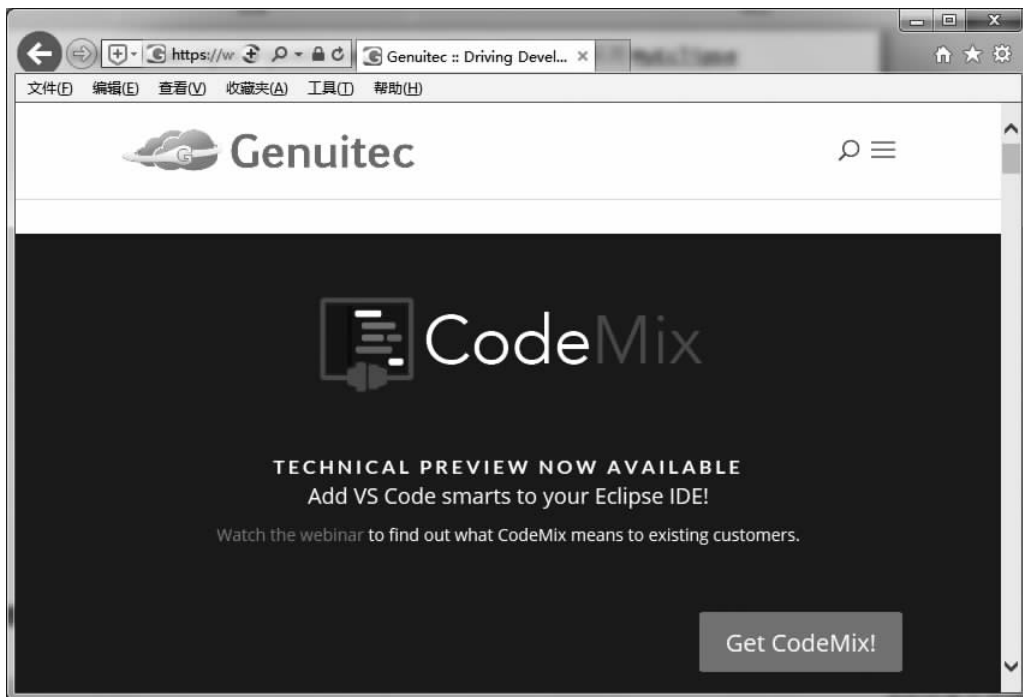 https://w
Genuitec :: Driving Devel...
文件(F) 编辑(E) 查看(V) 收藏夹(A) 工具(T) 帮助(H)
G Genuitec
CodeMix
TECHNICAL PREVIEW NOW AVAILABLE
Add VS Code smarts to your Eclipse IDE!
Watch the webinar to find out what CodeMix means to existing customers.
Get CodeMix!